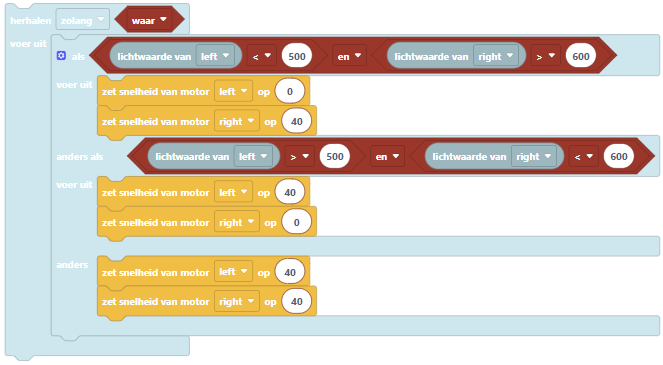 herhalen zolang waar
voer uit
als lichtwaarde van left < 500 en lichtwaarde van right > 600
voer uit zet snelheid van motor left op 0
zet snelheid van motor right op 40
anders als lichtwaarde van left > 500 en lichtwaarde van right < 600
voer uit zet snelheid van motor left op 40
zet snelheid van motor right op 0
anders zet snelheid van motor left op 40
zet snelheid van motor right op 40